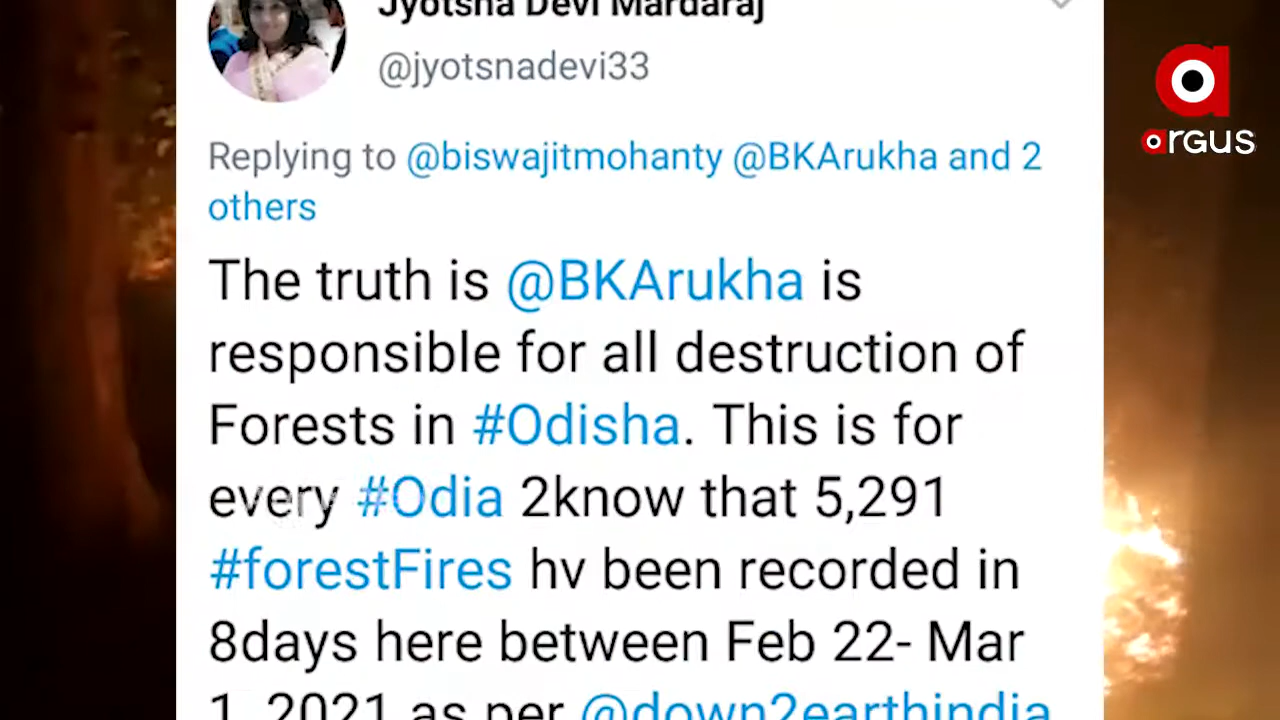 Jyotsna Devi Mardaraj
@jyotsnadevi33
argus
Replying to @biswajitmohanty @BKArukha and 2
others
The truth is @BKArukha is
responsible for all destruction of
Forests in #Odisha. This is for
every #Odia 2know that 5,291
#forestFires hv been recorded in
8days here between Feb 22- Mar
1, 2021 as per @down2earthindia